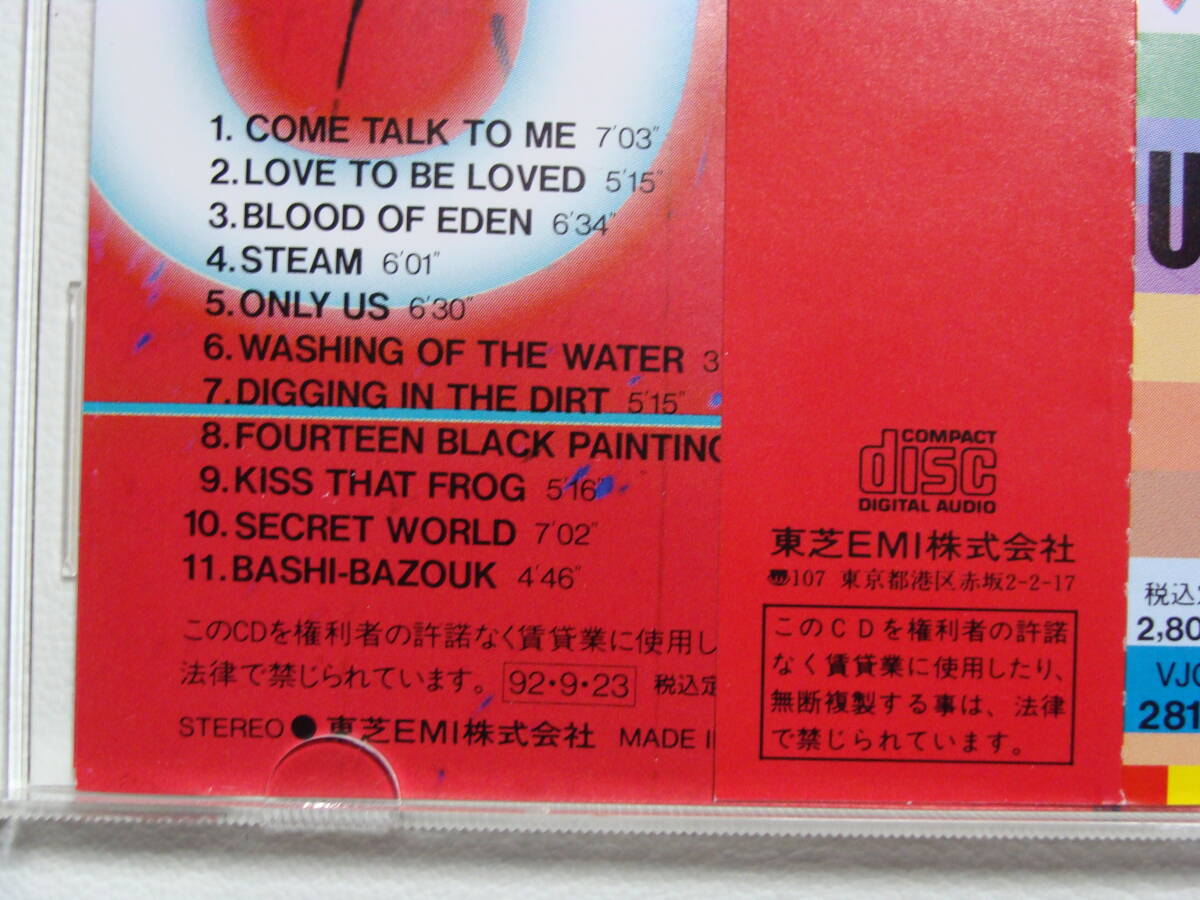 1. COME TALK TO ME 7'03"
2. LOVE TO BE LOVED 5'15"
3. BLOOD OF EDEN 6'34"
4. STEAM 6'01"
5. ONLY US 6'30"
6. WASHING OF THE WATER 3
7. DIGGING IN THE DIRT 5'15"
8. FOURTEEN BLACK PAINTING
9. KISS THAT FROG 5'16"
10. SECRET WORLD 7'02"
11. BASHI-BAZOUK 4'46"
このCDを権利者の許諾なく賃貸業に使用し
法律で禁じられています。 92・9・23 税込定
STEREO ● 東芝EMI株式会社 MADE I
COMPACT
disc
DIGITAL AUDIO
東芝EMI株式会社
〠107 東京都港区赤坂2-2-17
このCDを権利者の許諾
なく賃貸業に使用したり、
無断複製する事は、法律
で禁じられています。
U
税込定
2,80
VJC
281